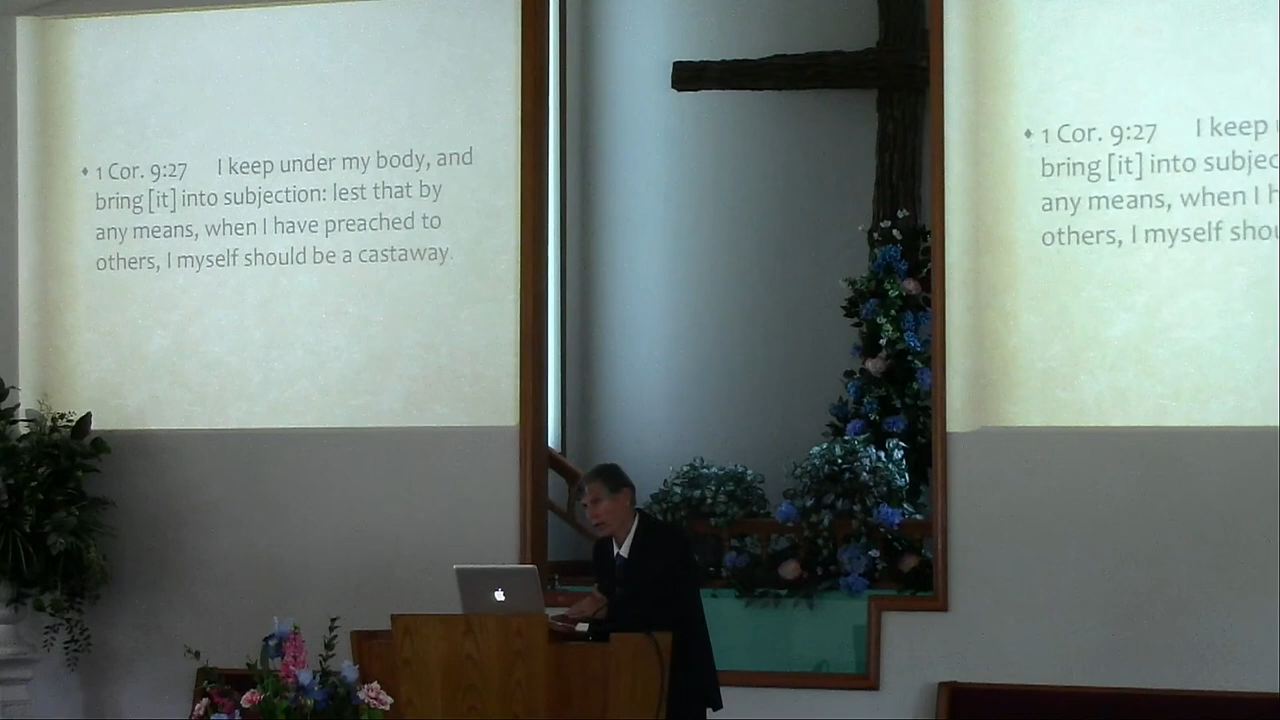 ♦ 1 Cor. 9:27 I keep under my body, and
bring [it] into subjection: lest that by
any means, when I have preached to
others, I myself should be a castaway.
♦ 1 Cor. 9:27 I keep
bring [it] into
any means, when I
others, I myself